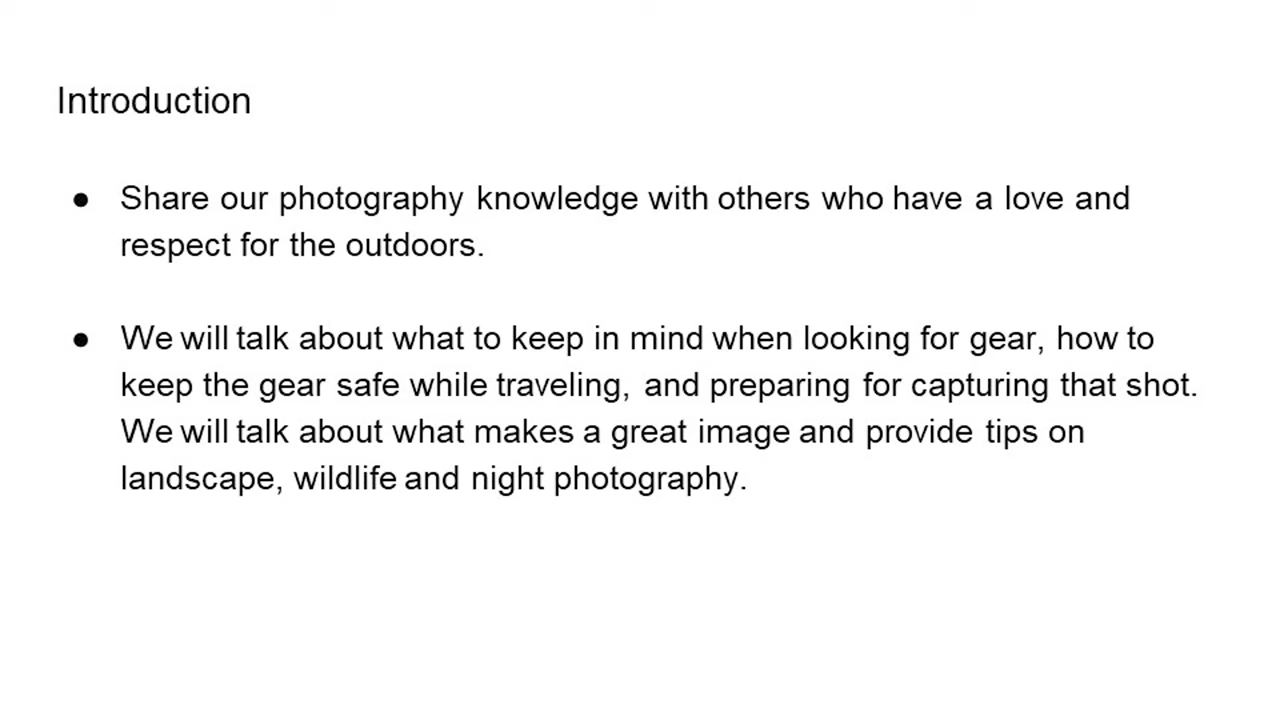 Introduction
● Share our photography knowledge with others who have a love and
respect for the outdoors.
● We will talk about what to keep in mind when looking for gear, how to
keep the gear safe while traveling, and preparing for capturing that shot.
We will talk about what makes a great image and provide tips on
landscape, wildlife and night photography.